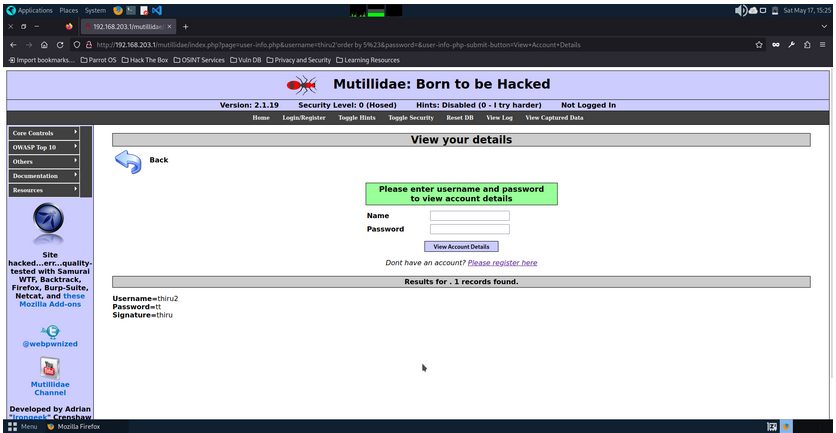 Applications Places System
Sat May 17, 15:25
192.168.203.1/mutillidae/
http://192.168.203.1/mutillidae/index.php?page=user-info.php&username=thiru2'order by 5%23&password=&user-info-php-submit-button=View+Account+Details
Import bookmarks... Parrot OS Hack The Box OSINT Services Vuln DB Privacy and Security Learning Resources
Mutillidae: Born to be Hacked
Version: 2.1.19 Security Level: 0 (Hosed) Hints: Disabled (0 - I try harder) Not Logged In
Home Login/Register Toggle Hints Toggle Security Reset DB View Log View Captured Data
Core Controls
OWASP Top 10
Others
Documentation
Resources
Site
hacked...err...quality-
tested with Samurai
WTF, Backtrack,
Firefox, Burp-Suite,
Netcat, and these
Mozilla Add-ons
@webpwnized
Mutillidae
Channel
Developed by Adrian
"Irongeek" Crenshaw
View your details
Back
Please enter username and password
to view account details
Name
Password
View Account Details
Dont have an account? Please register here
Results for . 1 records found.
Username=thiru2
Password=tt
Signature=thiru
Menu Mozilla Firefox